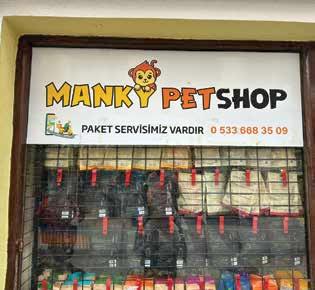 MANKY PETSHOP
PAKET SERVİSİMİZ VARDIR 0 533 668 35 09